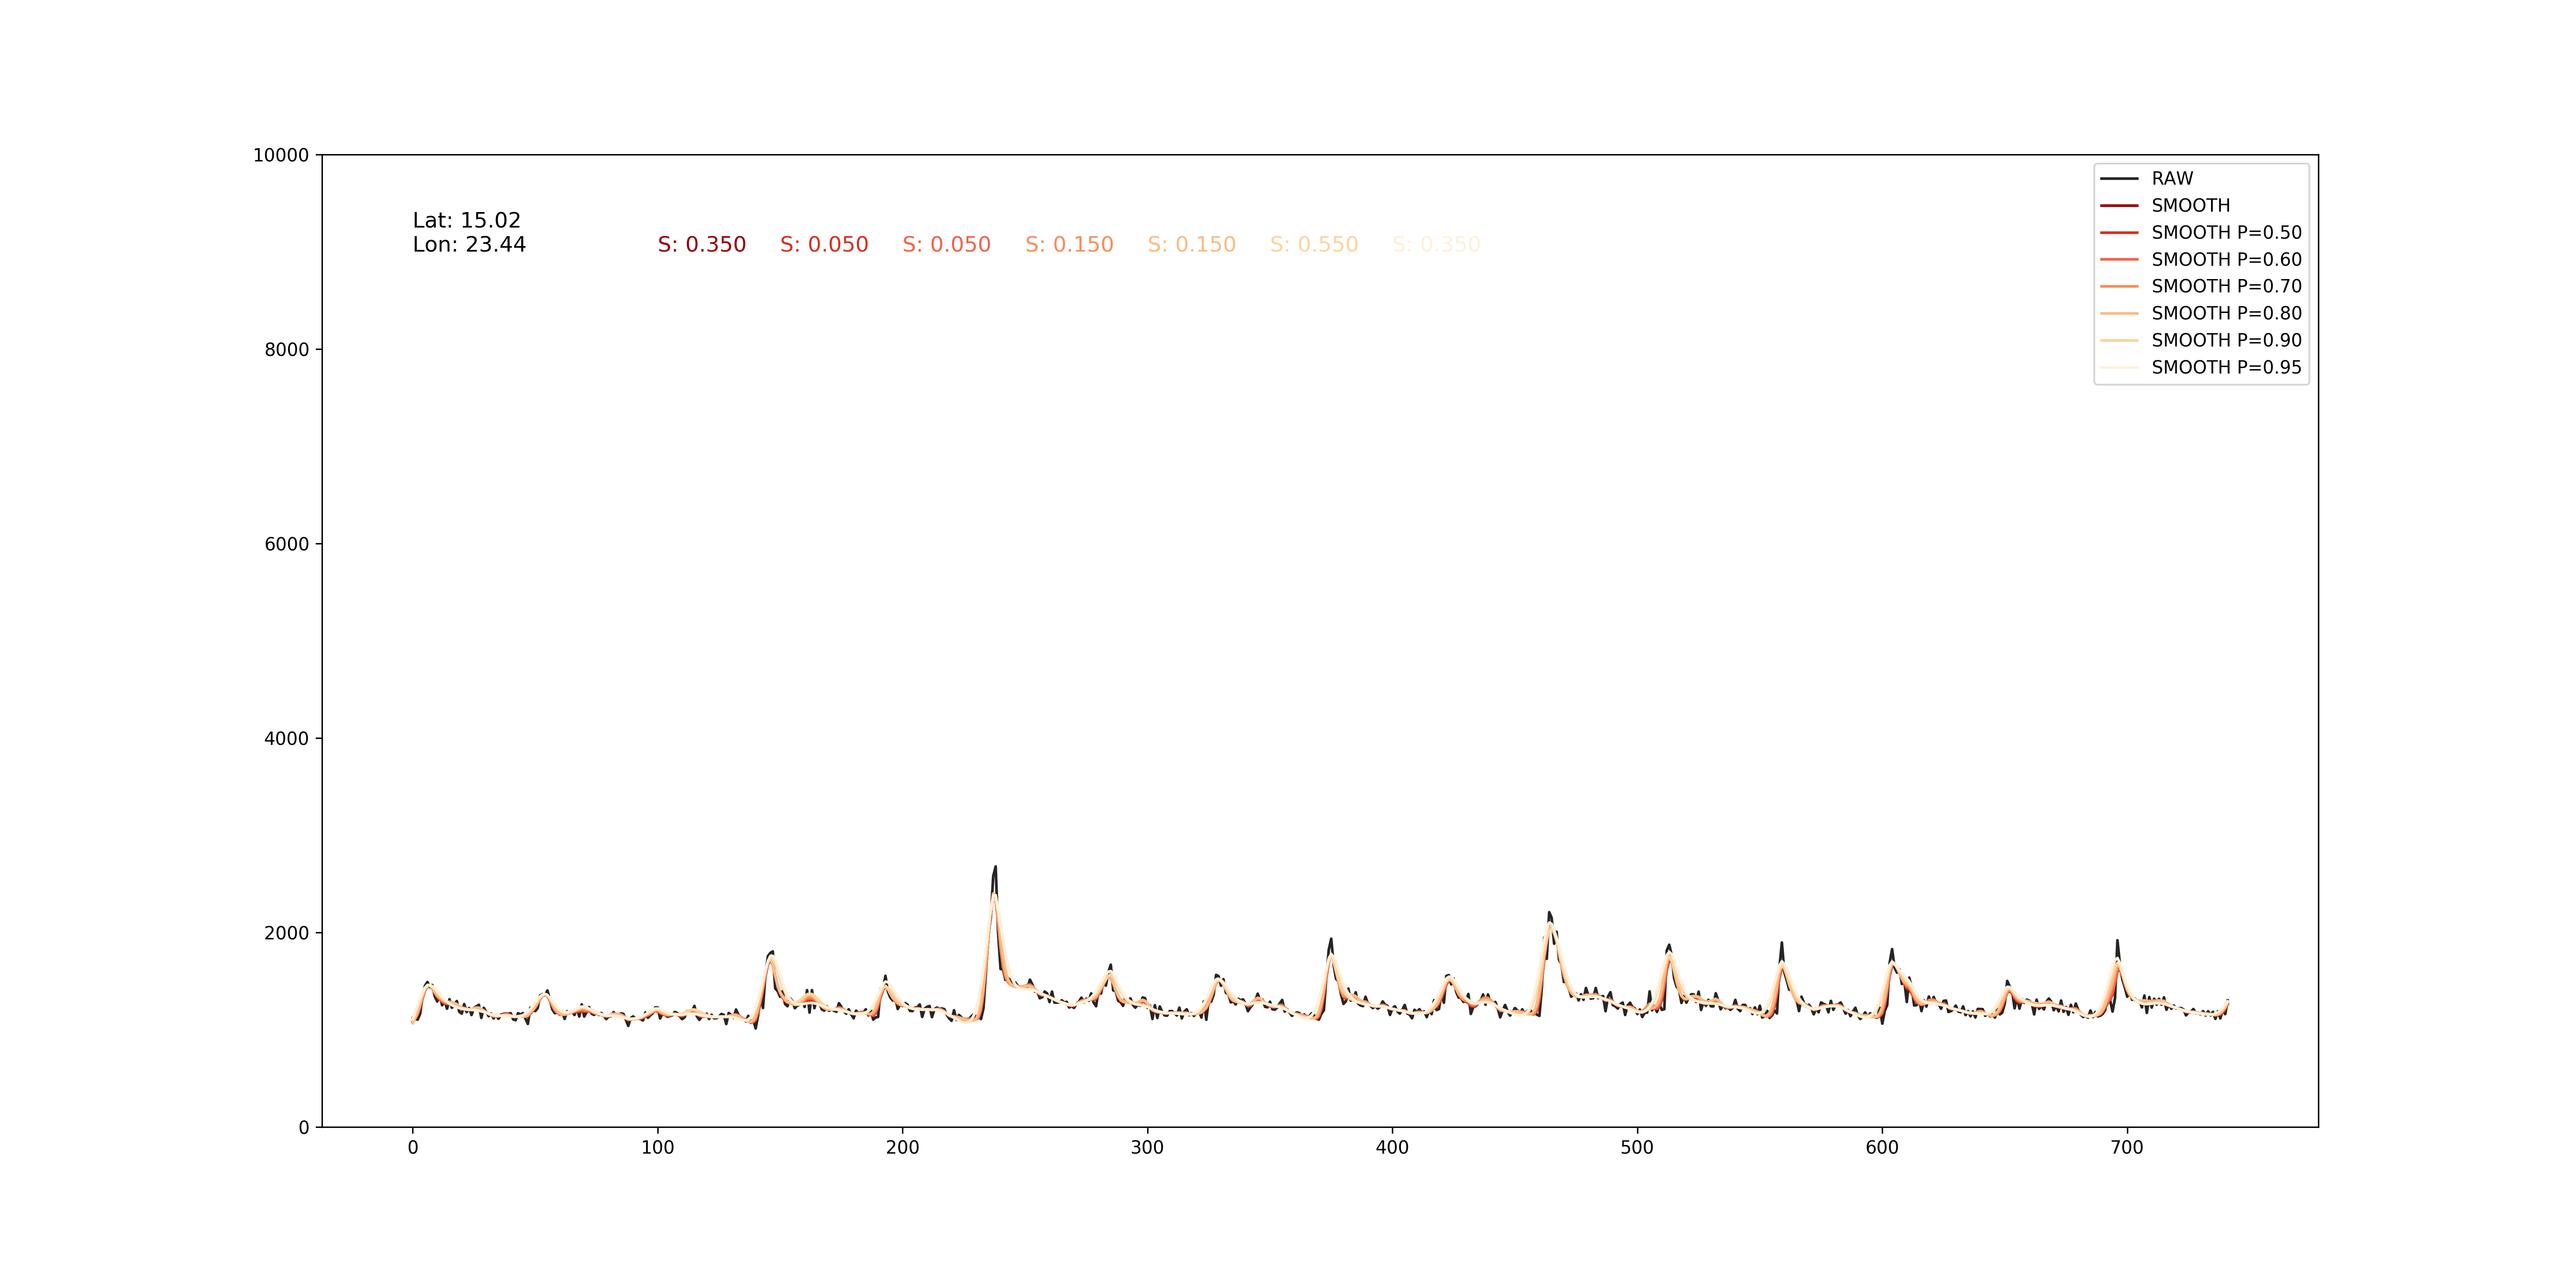 10000
8000
6000
4000
2000
0
Lat: 15.02
Lon: 23.44
S: 0.350 S: 0.050 S: 0.050 S: 0.150 S: 0.150 S: 0.550 S: 0.350
RAW
SMOOTH
SMOOTH P=0.50
SMOOTH P=0.60
SMOOTH P=0.70
SMOOTH P=0.80
SMOOTH P=0.90
SMOOTH P=0.95
0 100 200 300 400 500 600 700